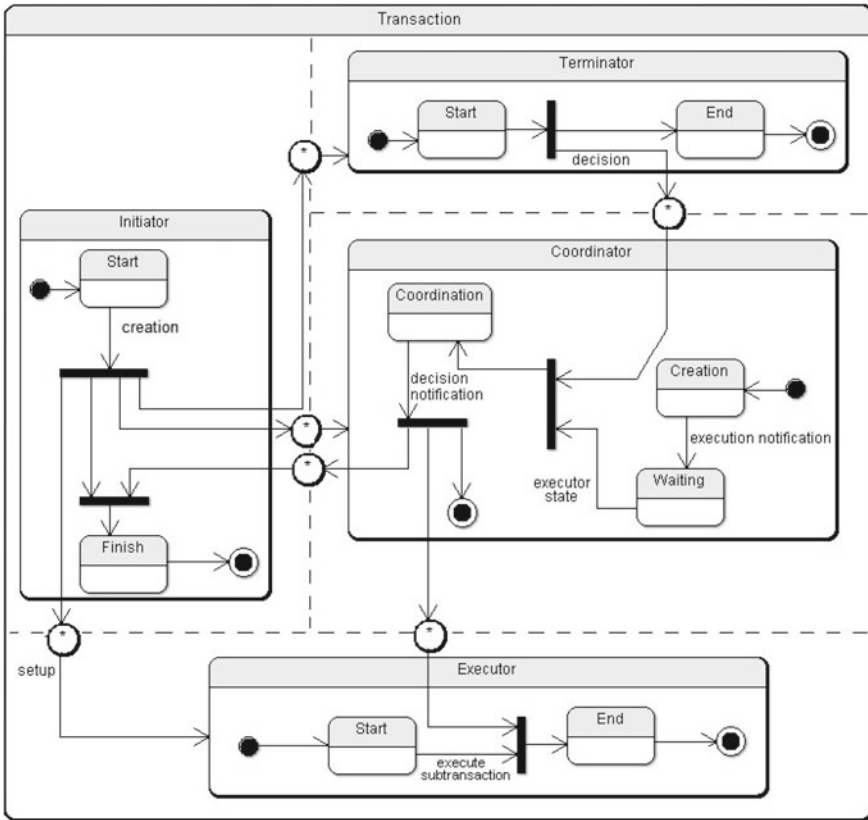 Transaction
Terminator
Start
End
decision
*
*
Initiator
Start
creation
Coordinator
Coordination
decision
notification
Creation
execution notification
executor
state
Waiting
*
*
Finish
*
*
setup
Executor
Start
End
execute
subtransaction